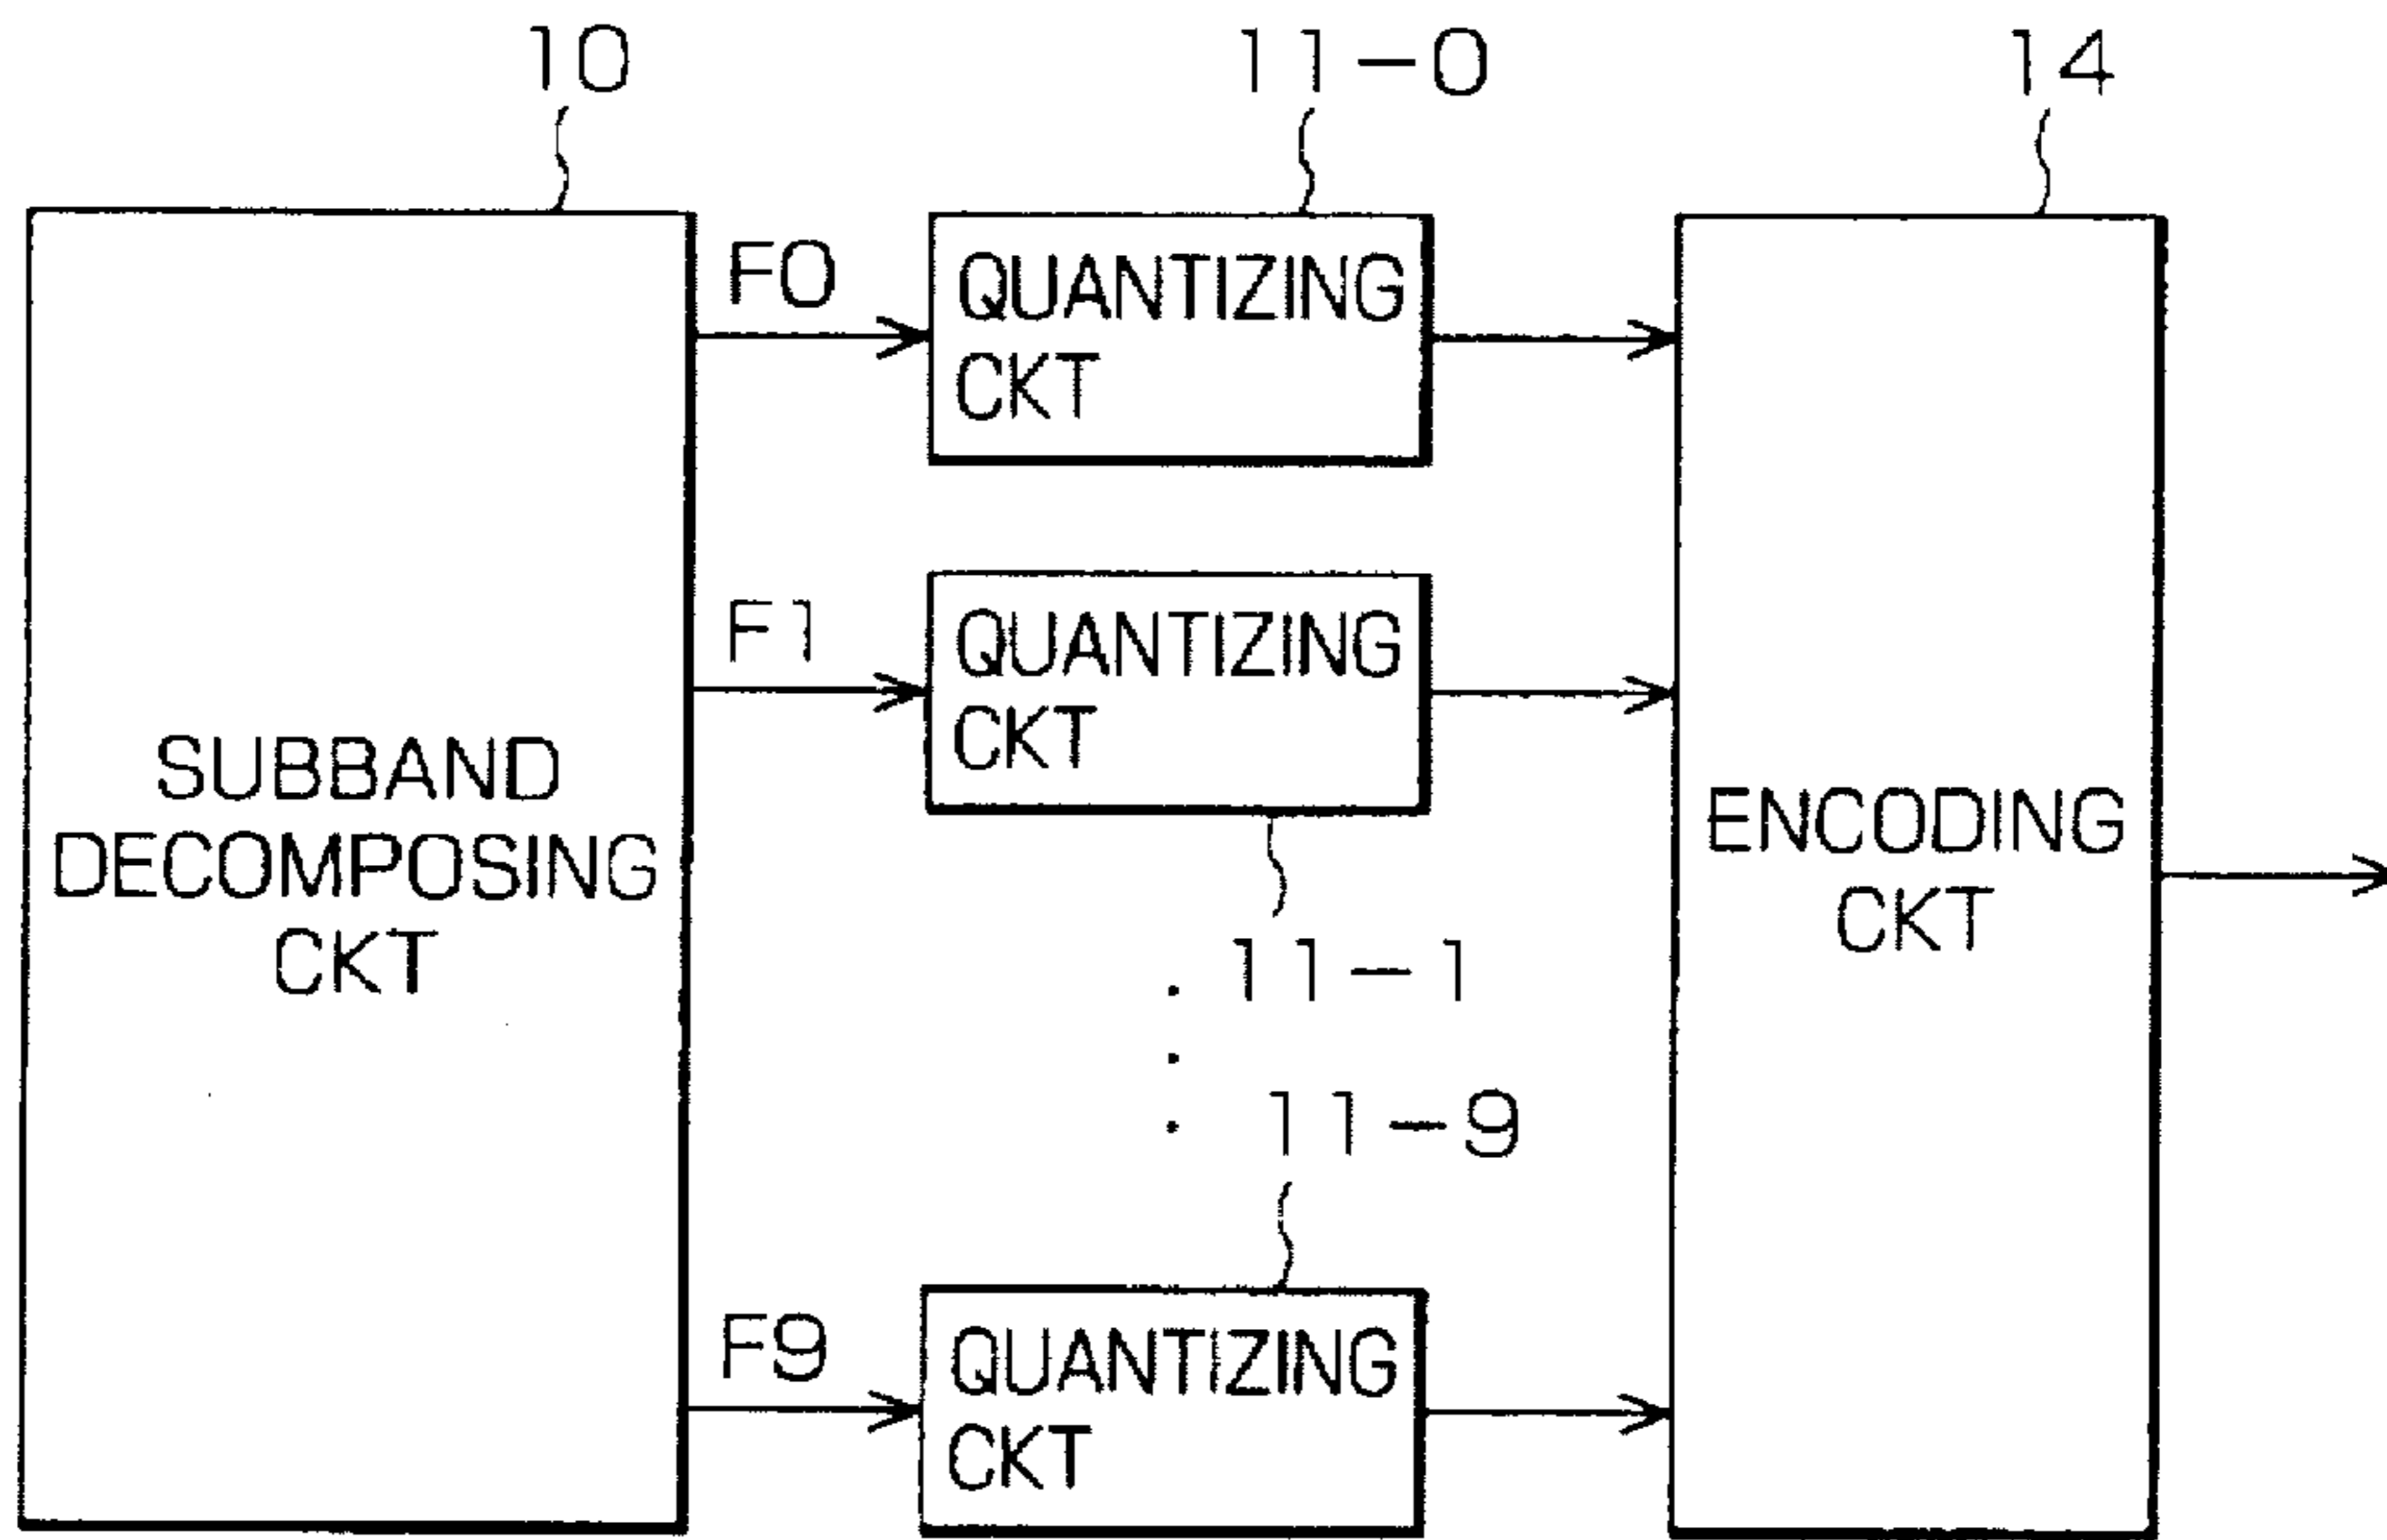 10
11-0
14
F0
QUANTIZING
CKT
F1
QUANTIZING
CKT
SUBBAND
DECOMPOSING
CKT
ENCODING
CKT
11-1
11-9
F9
QUANTIZING
CKT